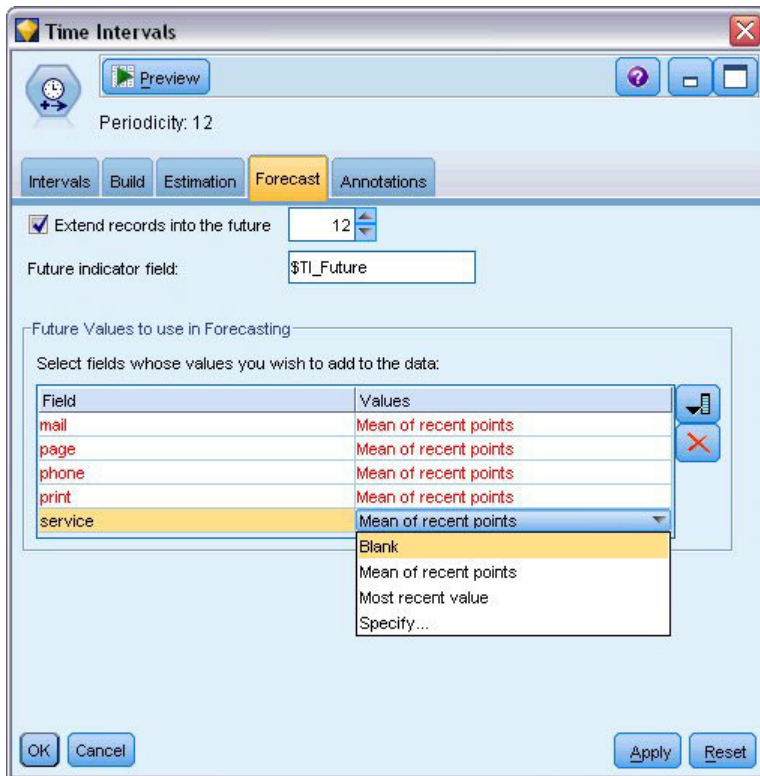 Time Intervals
Preview
Periodicity: 12
Intervals Build Estimation Forecast Annotations
Extend records into the future 12
Future indicator field: $TI_Future
Future Values to use in Forecasting
Select fields whose values you wish to add to the data:
Field Values
mail Mean of recent points
page Mean of recent points
phone Mean of recent points
print Mean of recent points
service Mean of recent points
Blank
Mean of recent points
Most recent value
Specify...
OK Cancel Apply Reset